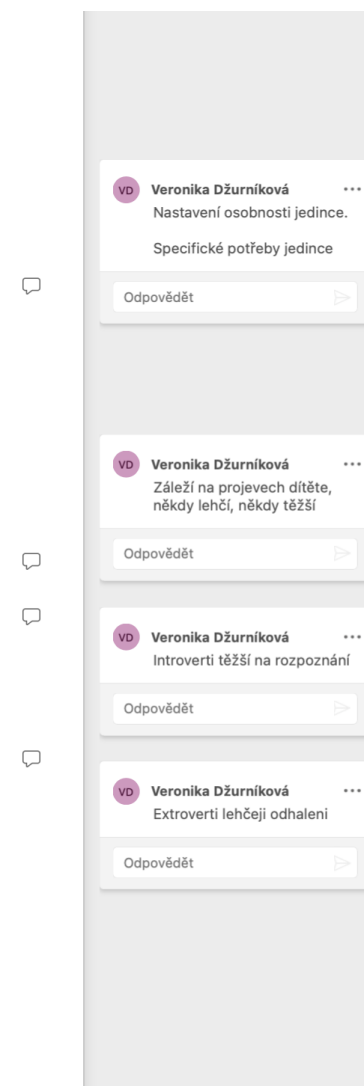 VD Veronika Džurníková
Nastavení osobnosti jedince.
Specifické potřeby jedince
Odpovědět
VD Veronika Džurníková
Záleží na projevech dítěte,
někdy lehčí, někdy těžší
Odpovědět
VD Veronika Džurníková
Introverti těžší na rozpoznání
Odpovědět
VD Veronika Džurníková
Extroverti lehčeji odhaleni
Odpovědět